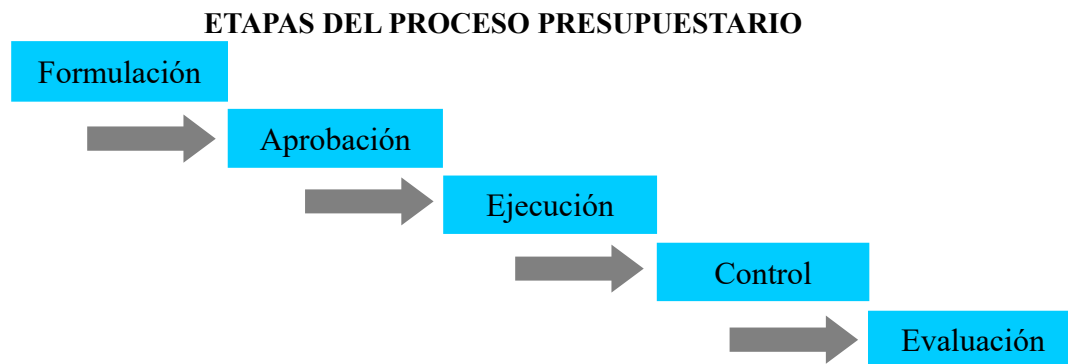 ETAPAS DEL PROCESO PRESUPUESTARIO
Formulación
Aprobación
Ejecución
Control
Evaluación